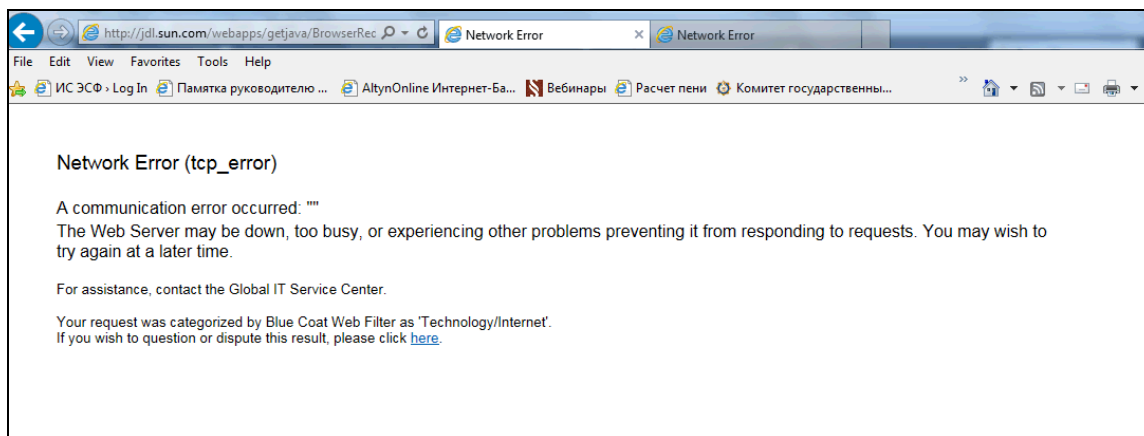 http://jdl.sun.com/webapps/getjava/BrowserRec
Network Error
Network Error
File Edit View Favorites Tools Help
ИС ЭСФ › Log In Памятка руководителю ... AltynOnline Интернет-Ба... Вебинары Расчет пени Комитет государственны... »
Network Error (tcp_error)
A communication error occurred: ""
The Web Server may be down, too busy, or experiencing other problems preventing it from responding to requests. You may wish to
try again at a later time.
For assistance, contact the Global IT Service Center.
Your request was categorized by Blue Coat Web Filter as 'Technology/Internet'.
If you wish to question or dispute this result, please click here.